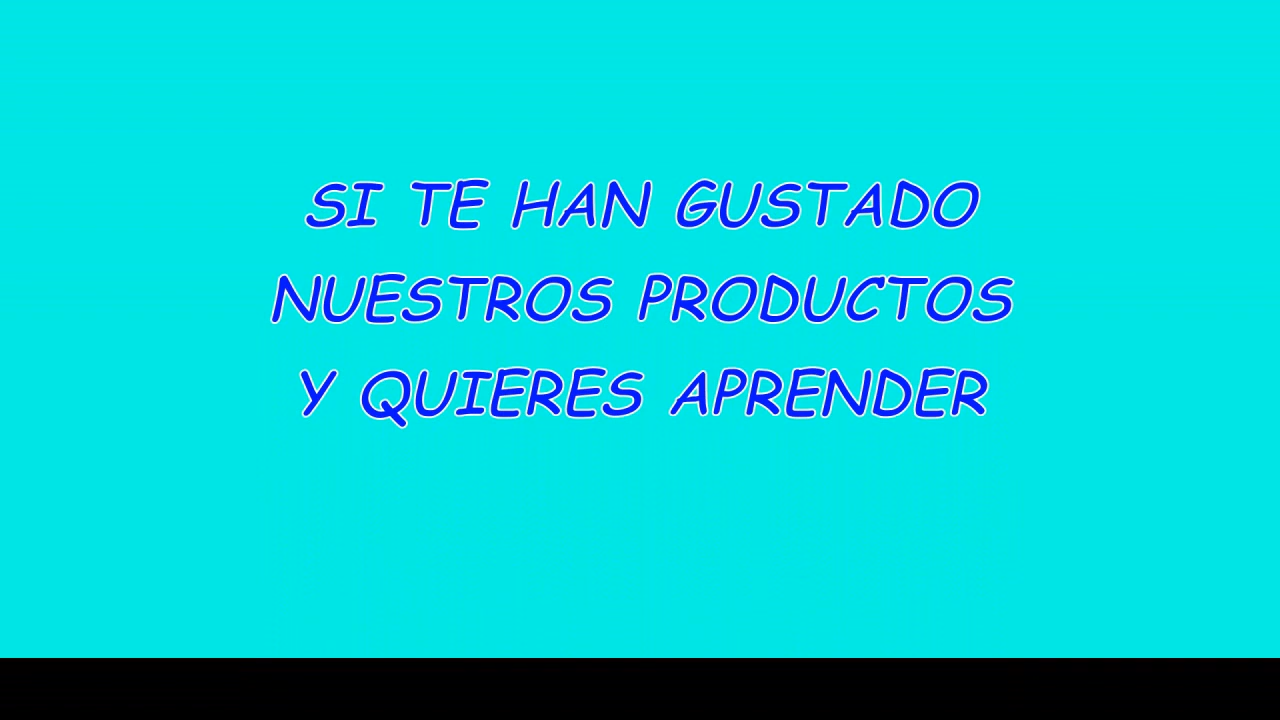 SI TE HAN GUSTADO
NUESTROS PRODUCTOS
Y QUIERES APRENDER